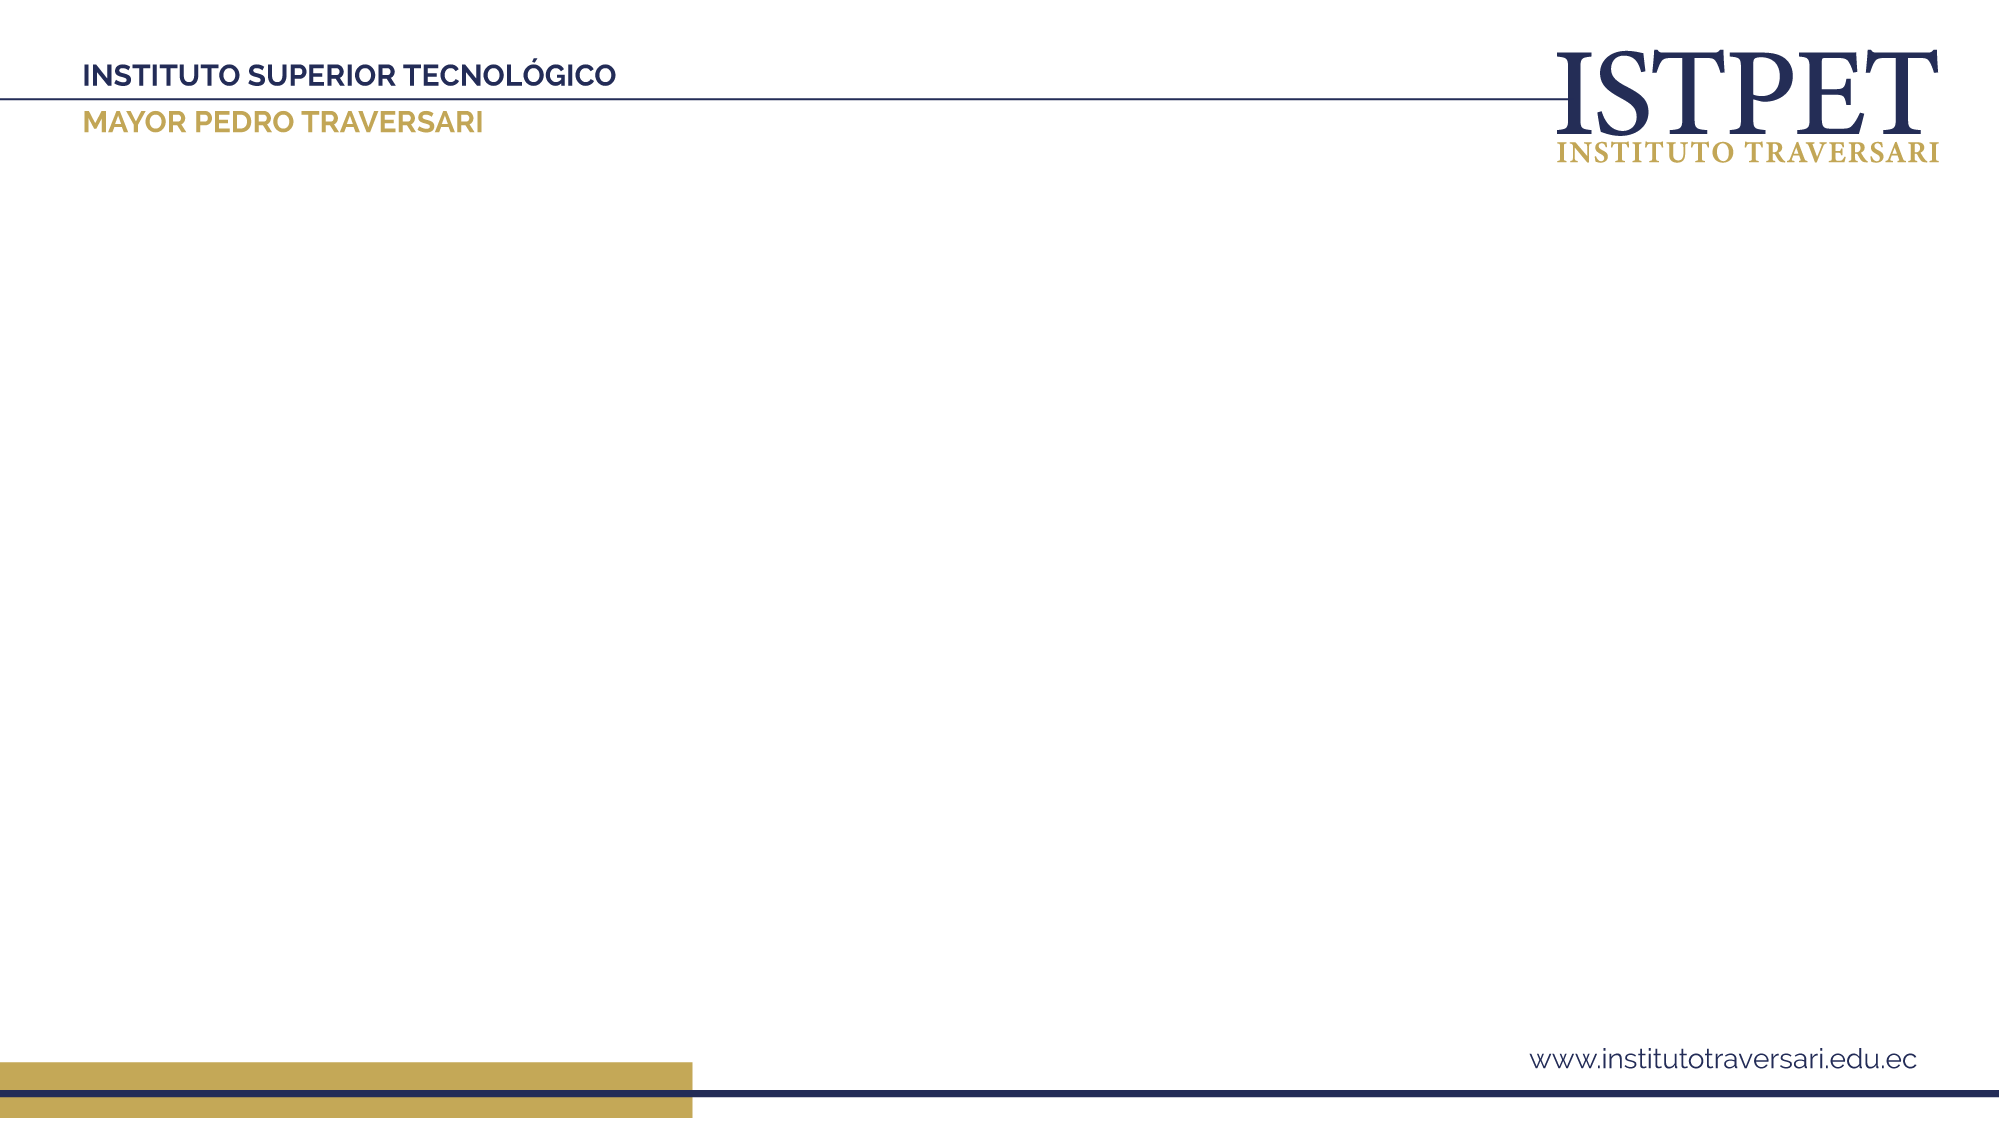 INSTITUTO SUPERIOR TECNOLÓGICO
MAYOR PEDRO TRAVERSARI
ISTPET
INSTITUTO TRAVERSARI
www.institutotraversari.edu.ec